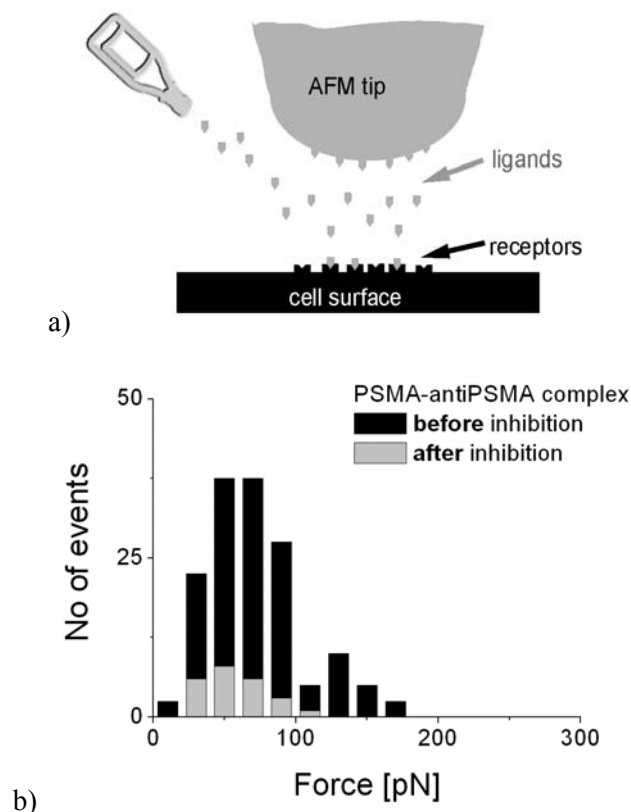 AFM tip
ligands
receptors
cell surface
a)
PSMA-antiPSMA complex
before inhibition
after inhibition
50
25
0
No of events
0 100 200 300
Force [pN]
b)